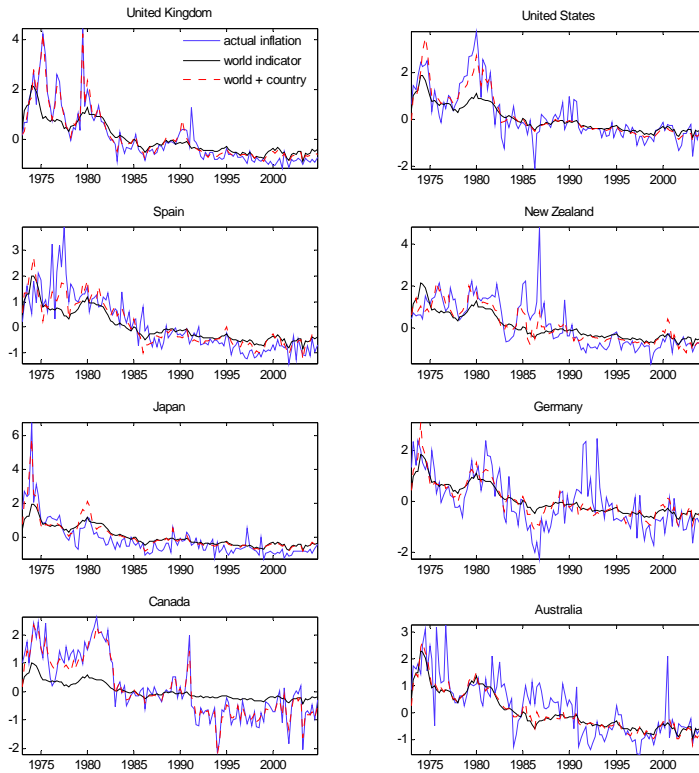 United Kingdom
actual inflation
world indicator
world + country
4
2
0
1975 1980 1985 1990 1995 2000
United States
2
0
-2
1975 1980 1985 1990 1995 2000
Spain
3
2
1
0
-1
1975 1980 1985 1990 1995 2000
New Zealand
4
2
0
1975 1980 1985 1990 1995 2000
Japan
6
4
2
0
1975 1980 1985 1990 1995 2000
Germany
2
0
-2
1975 1980 1985 1990 1995 2000
Canada
2
1
0
-1
-2
1975 1980 1985 1990 1995 2000
Australia
3
2
1
0
-1
1975 1980 1985 1990 1995 2000